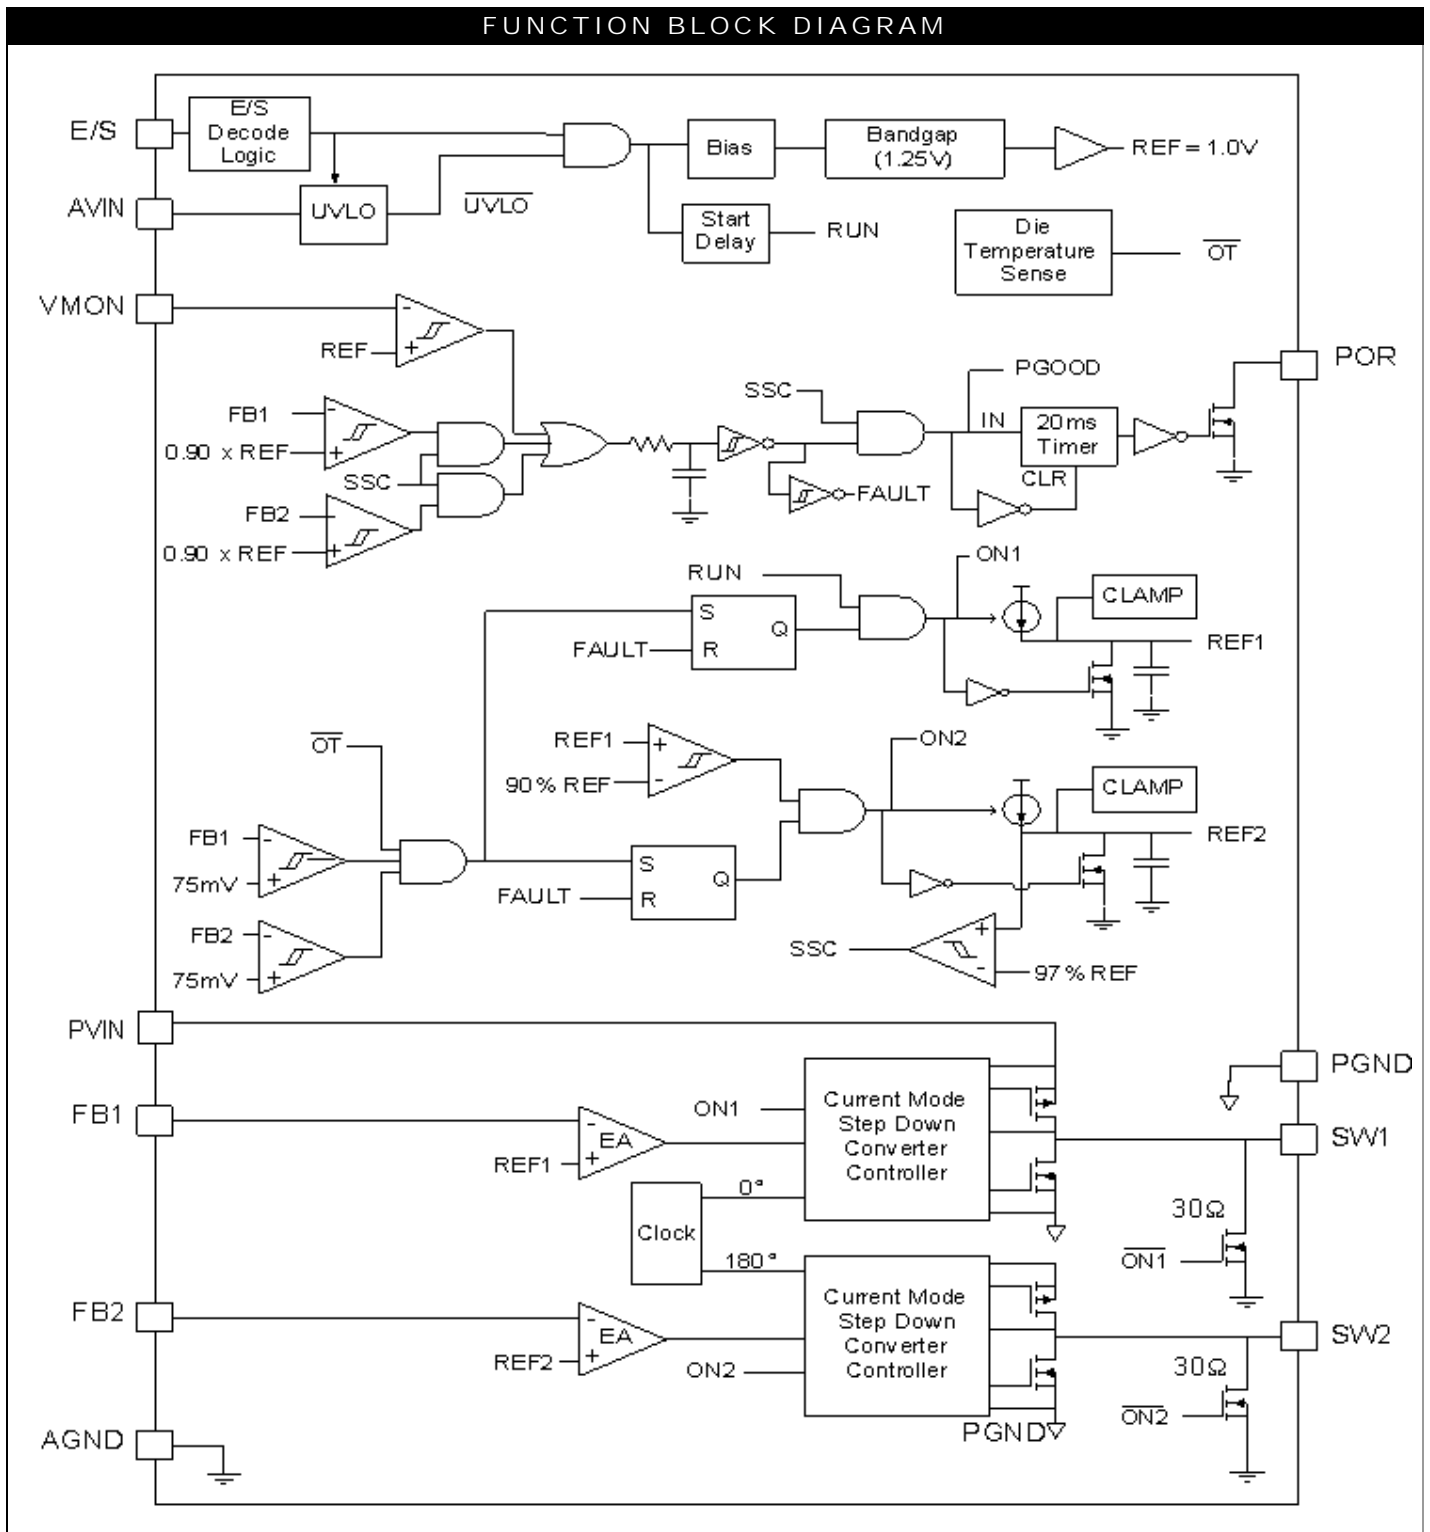 FUNCTION BLOCK DIAGRAM
E/S
E/S
Decode
Logic
Bias
Bandgap
(1.25V)
REF = 1.0V
AVIN
UVLO
UVLO
Start
Delay
RUN
Die
Temperature
Sense
OT
VMON
-
REF
+
POR
PGOOD
SSC
FB1
-
IN
20ms
Timer
0.90 x REF
+
SSC
CLR
FAULT
FB2
-
0.90 x REF
+
ON1
RUN
CLAMP
S
Q
FAULT
R
REF1
OT
REF1
+
ON2
90% REF
-
CLAMP
FB1
-
REF2
75mV
+
S
Q
FAULT
R
FB2
-
SSC
+
75mV
+
-
97% REF
PVIN
PGND
FB1
-
EA
REF1
+
ON1
Current Mode
Step Down
Converter
Controller
SW1
0°
Clock
30Ω
ON1
180°
FB2
-
EA
REF2
+
ON2
Current Mode
Step Down
Converter
Controller
SW2
30Ω
ON2
PGND
AGND